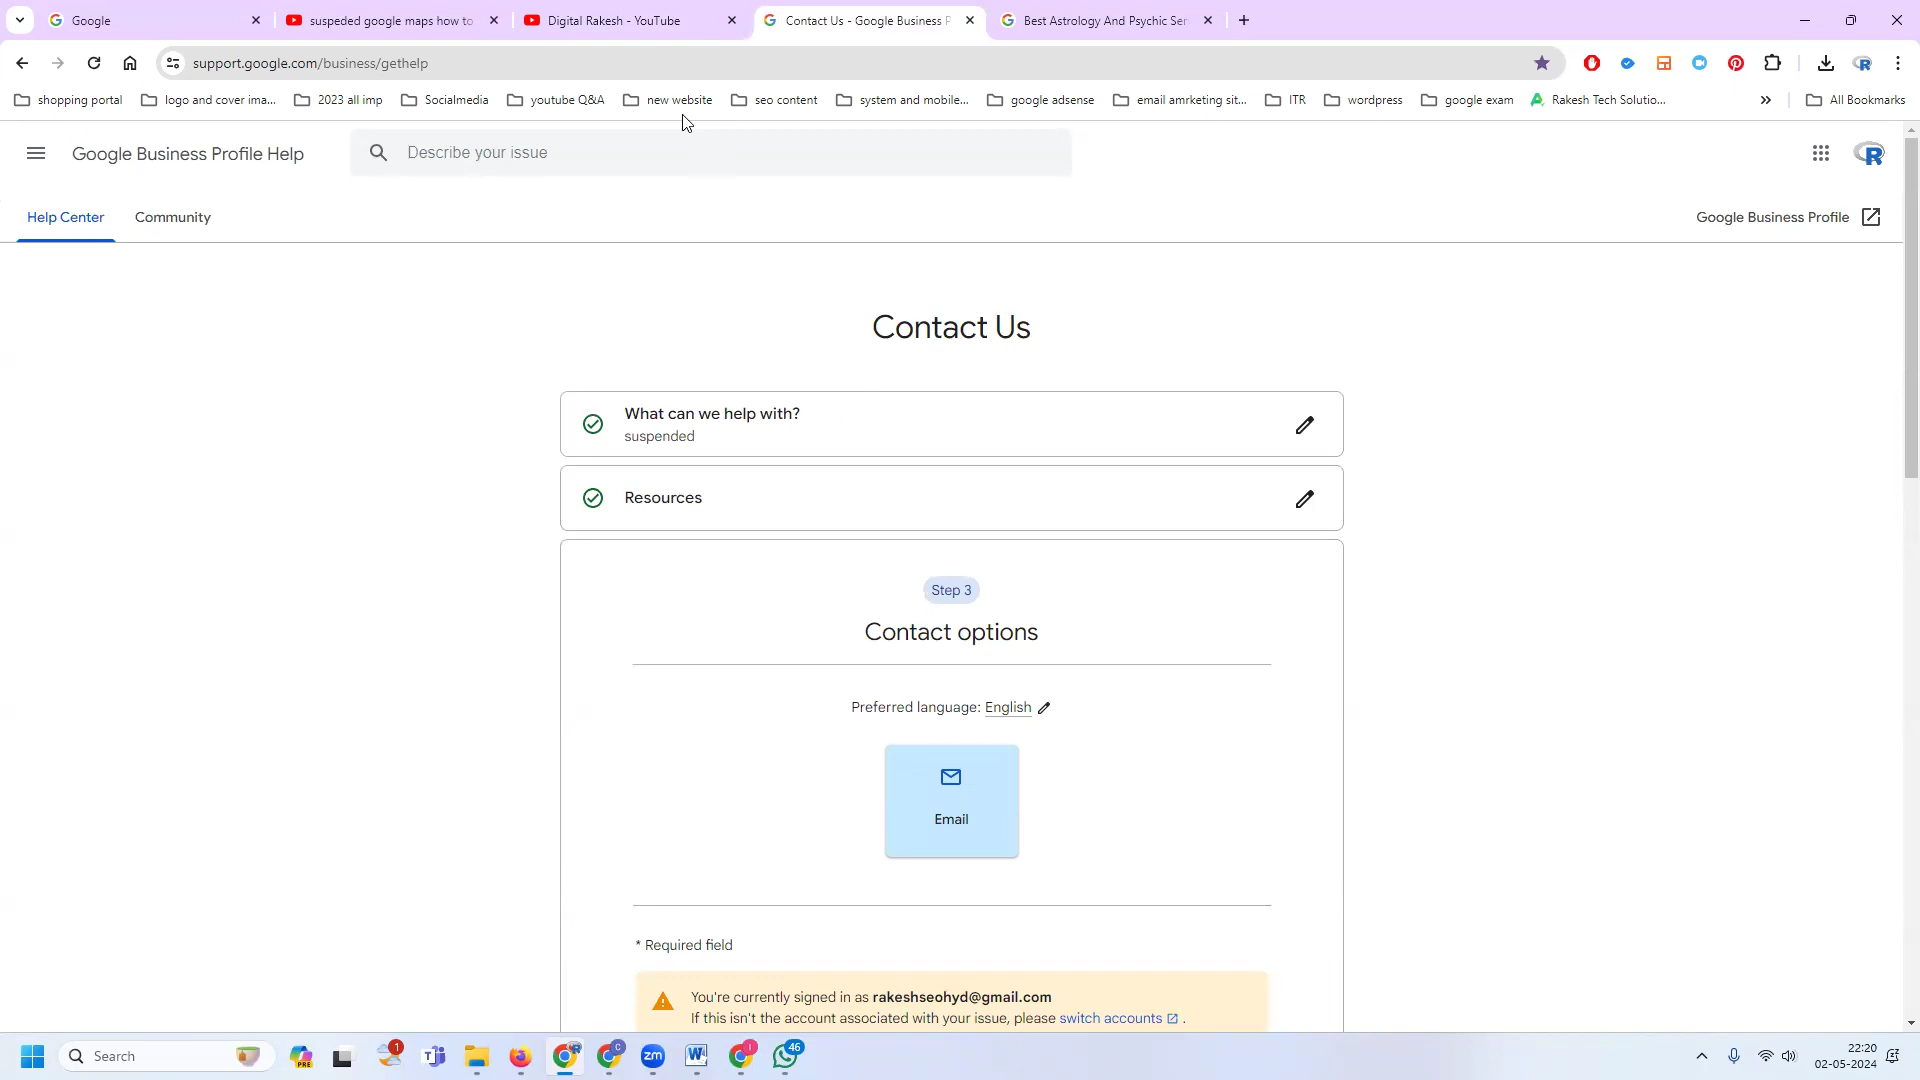 Google
suspeded google maps how to
Digital Rakesh - YouTube
Contact Us - Google Business P
Best Astrology And Psychic Ser
support.google.com/business/gethelp
shopping portal
logo and cover ima...
2023 all imp
Socialmedia
youtube Q&A
new website
seo content
system and mobile...
google adsense
email amrketing sit...
ITR
wordpress
google exam
Rakesh Tech Solutio...
All Bookmarks
Google Business Profile Help
Describe your issue
Help Center
Community
Google Business Profile
Contact Us
What can we help with?
suspended
Resources
Step 3
Contact options
Preferred language: English
Email
* Required field
You're currently signed in as rakeshseohyd@gmail.com
If this isn't the account associated with your issue, please switch accounts .
Search
22:20
02-05-2024
46
1
PRE
zm